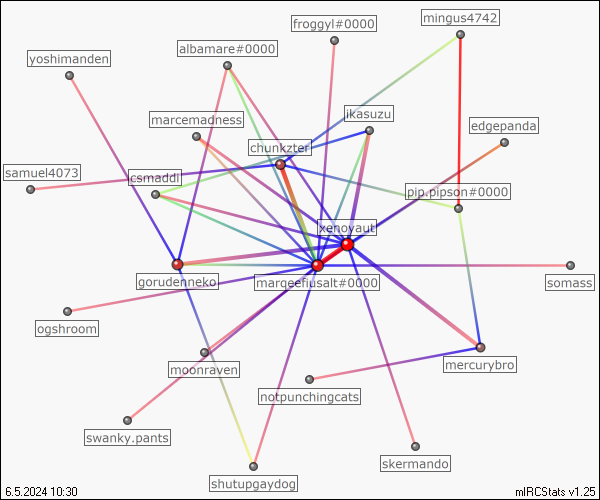 froggyl#0000
mingus4742
albamare#0000
yoshimanden
marcemadness
ikasuzu
edgepanda
chunkzter
samuel4073
csmaddi
pip.pipson#0000
xenoyaut
gorudenneko
marqeefiusalt#0000
somass
ogshroom
moonraven
mercurybro
notpunchingcats
swanky.pants
skermando
shutupgaydog
6.5.2024 10:30
mIRCStats v1.25